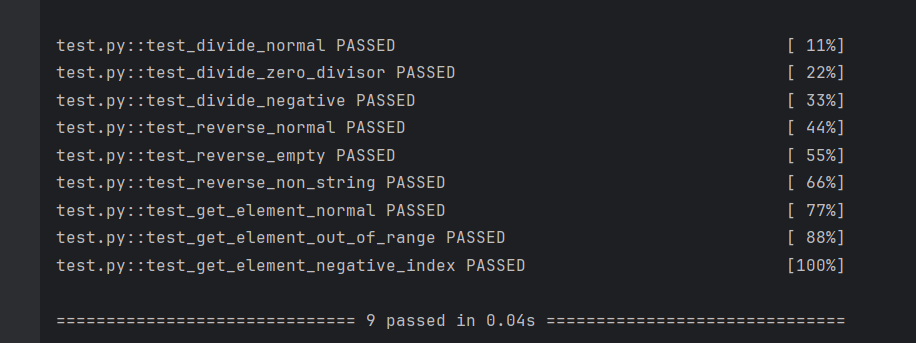 test.py::test_divide_normal PASSED [ 11%]
test.py::test_divide_zero_divisor PASSED [ 22%]
test.py::test_divide_negative PASSED [ 33%]
test.py::test_reverse_normal PASSED [ 44%]
test.py::test_reverse_empty PASSED [ 55%]
test.py::test_reverse_non_string PASSED [ 66%]
test.py::test_get_element_normal PASSED [ 77%]
test.py::test_get_element_out_of_range PASSED [ 88%]
test.py::test_get_element_negative_index PASSED [100%]
============================== 9 passed in 0.04s ==============================